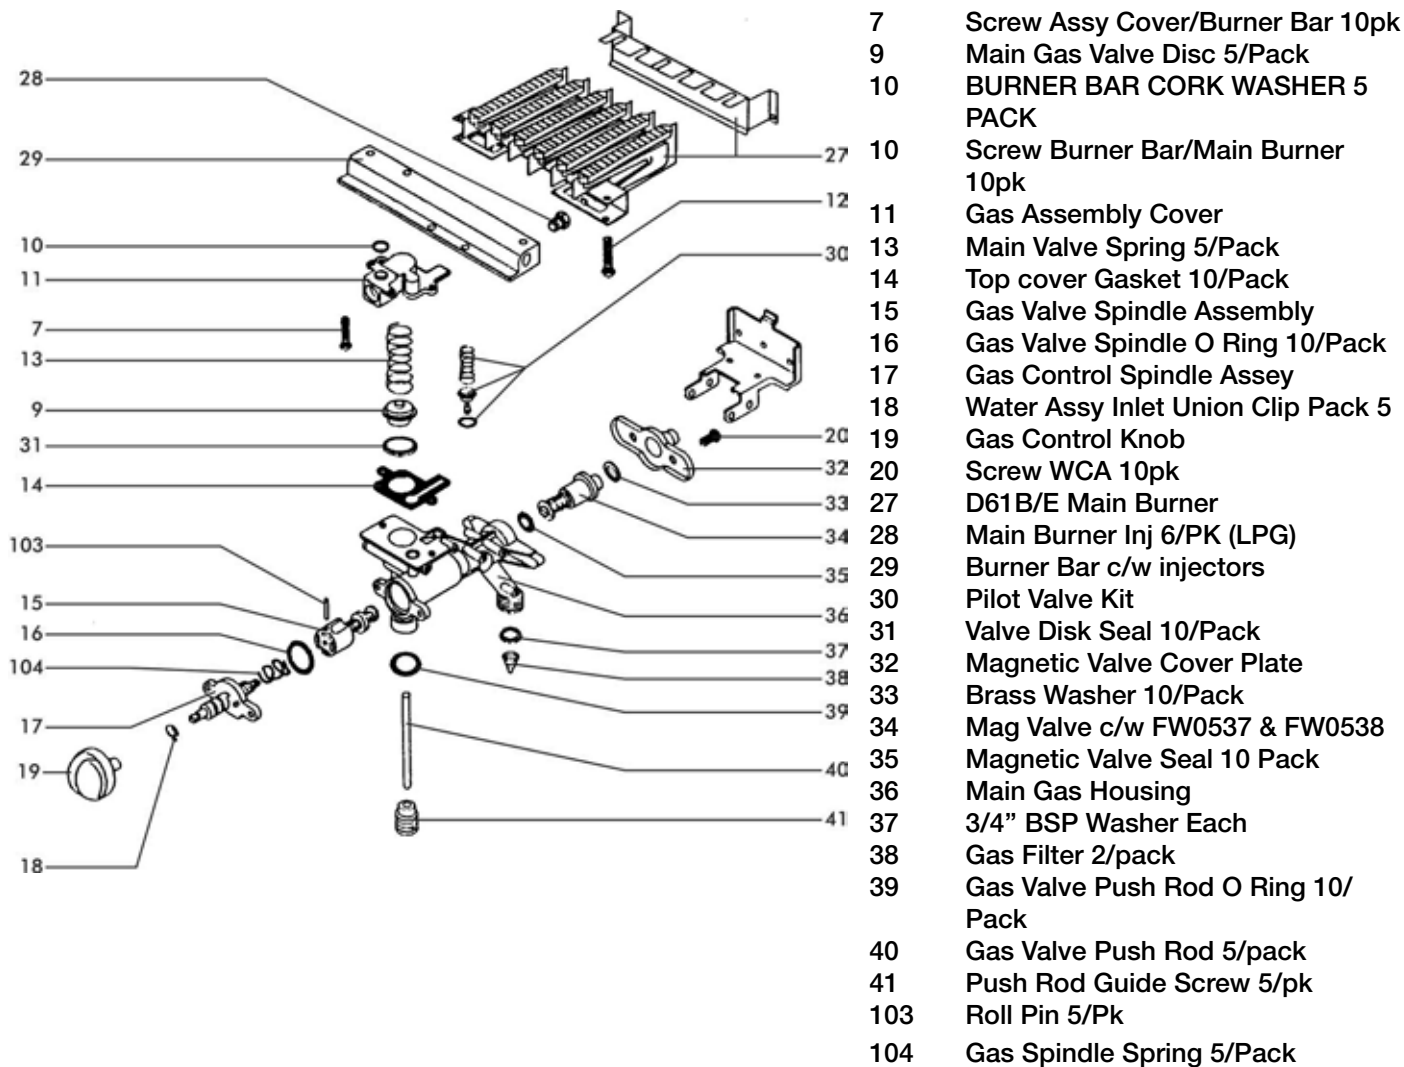 28
29
10
11
7
13
9
31
14
103
15
16
104
17
19
18
27
12
30
20
32
33
34
35
36
37
38
39
40
41
7 Screw Assy Cover/Burner Bar 10pk
9 Main Gas Valve Disc 5/Pack
10 BURNER BAR CORK WASHER 5
PACK
10 Screw Burner Bar/Main Burner
10pk
11 Gas Assembly Cover
13 Main Valve Spring 5/Pack
14 Top cover Gasket 10/Pack
15 Gas Valve Spindle Assembly
16 Gas Valve Spindle O Ring 10/Pack
17 Gas Control Spindle Assey
18 Water Assy Inlet Union Clip Pack 5
19 Gas Control Knob
20 Screw WCA 10pk
27 D61B/E Main Burner
28 Main Burner Inj 6/PK (LPG)
29 Burner Bar c/w injectors
30 Pilot Valve Kit
31 Valve Disk Seal 10/Pack
32 Magnetic Valve Cover Plate
33 Brass Washer 10/Pack
34 Mag Valve c/w FW0537 & FW0538
35 Magnetic Valve Seal 10 Pack
36 Main Gas Housing
37 3/4” BSP Washer Each
38 Gas Filter 2/pack
39 Gas Valve Push Rod O Ring 10/
Pack
40 Gas Valve Push Rod 5/pack
41 Push Rod Guide Screw 5/pk
103 Roll Pin 5/Pk
104 Gas Spindle Spring 5/Pack